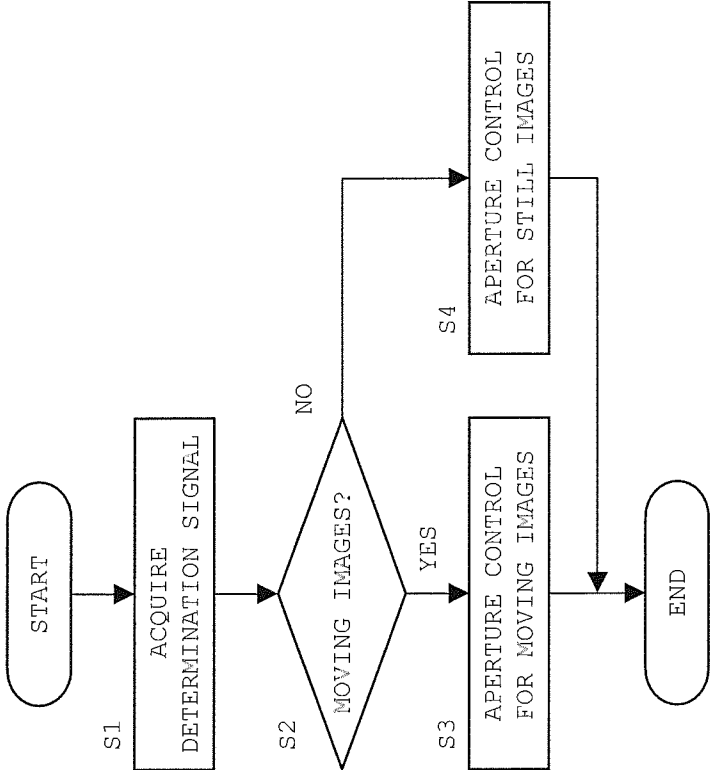 START
S1
ACQUIRE
DETERMINATION SIGNAL
S2
MOVING IMAGES?
NO
YES
S3
APERTURE CONTROL
FOR MOVING IMAGES
S4
APERTURE CONTROL
FOR STILL IMAGES
END